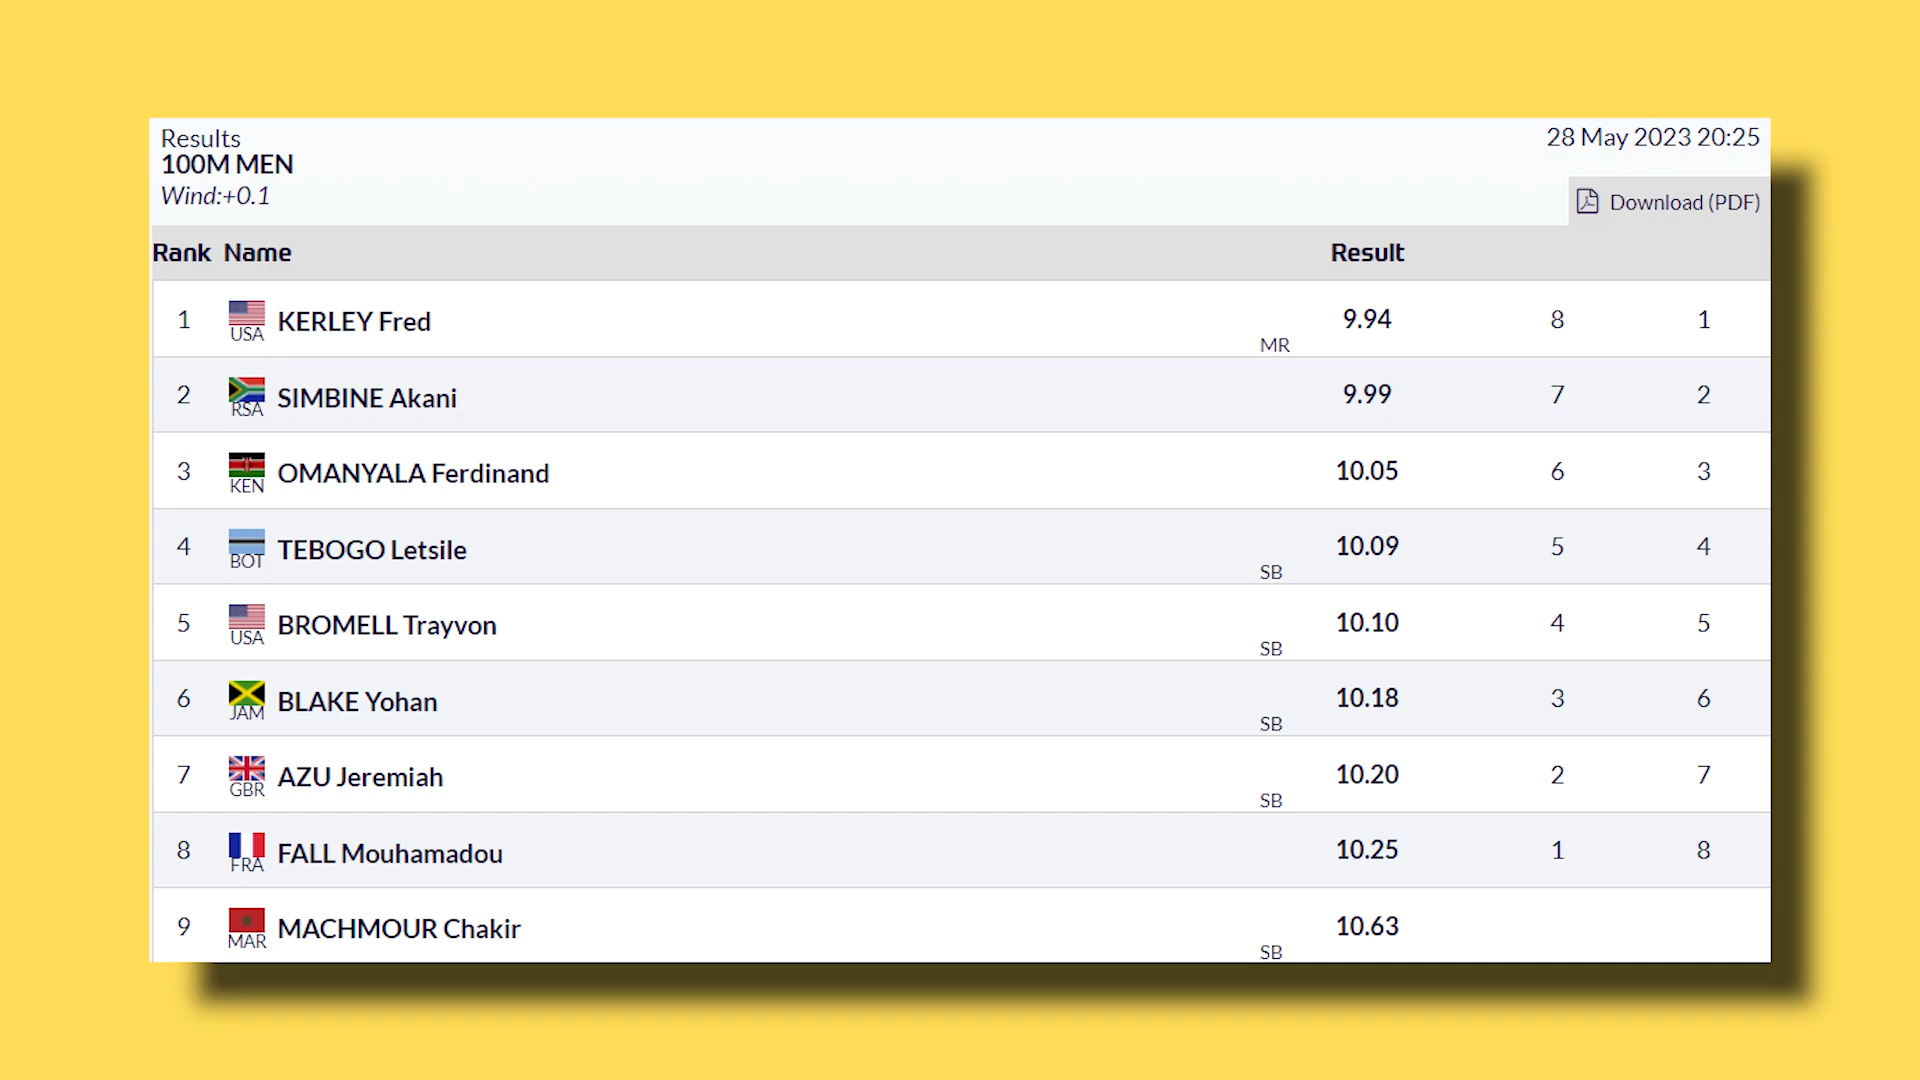 Results
100M MEN
Wind:+0.1
28 May 2023 20:25
Download (PDF)
Rank Name Result
1 USA KERLEY Fred MR 9.94 8 1
2 RSA SIMBINE Akani 9.99 7 2
3 KEN OMANYALA Ferdinand 10.05 6 3
4 BOT TEBOGO Letsile SB 10.09 5 4
5 USA BROMELL Trayvon SB 10.10 4 5
6 JAM BLAKE Yohan SB 10.18 3 6
7 GBR AZU Jeremiah SB 10.20 2 7
8 FRA FALL Mouhamadou 10.25 1 8
9 MAR MACHMOUR Chakir SB 10.63